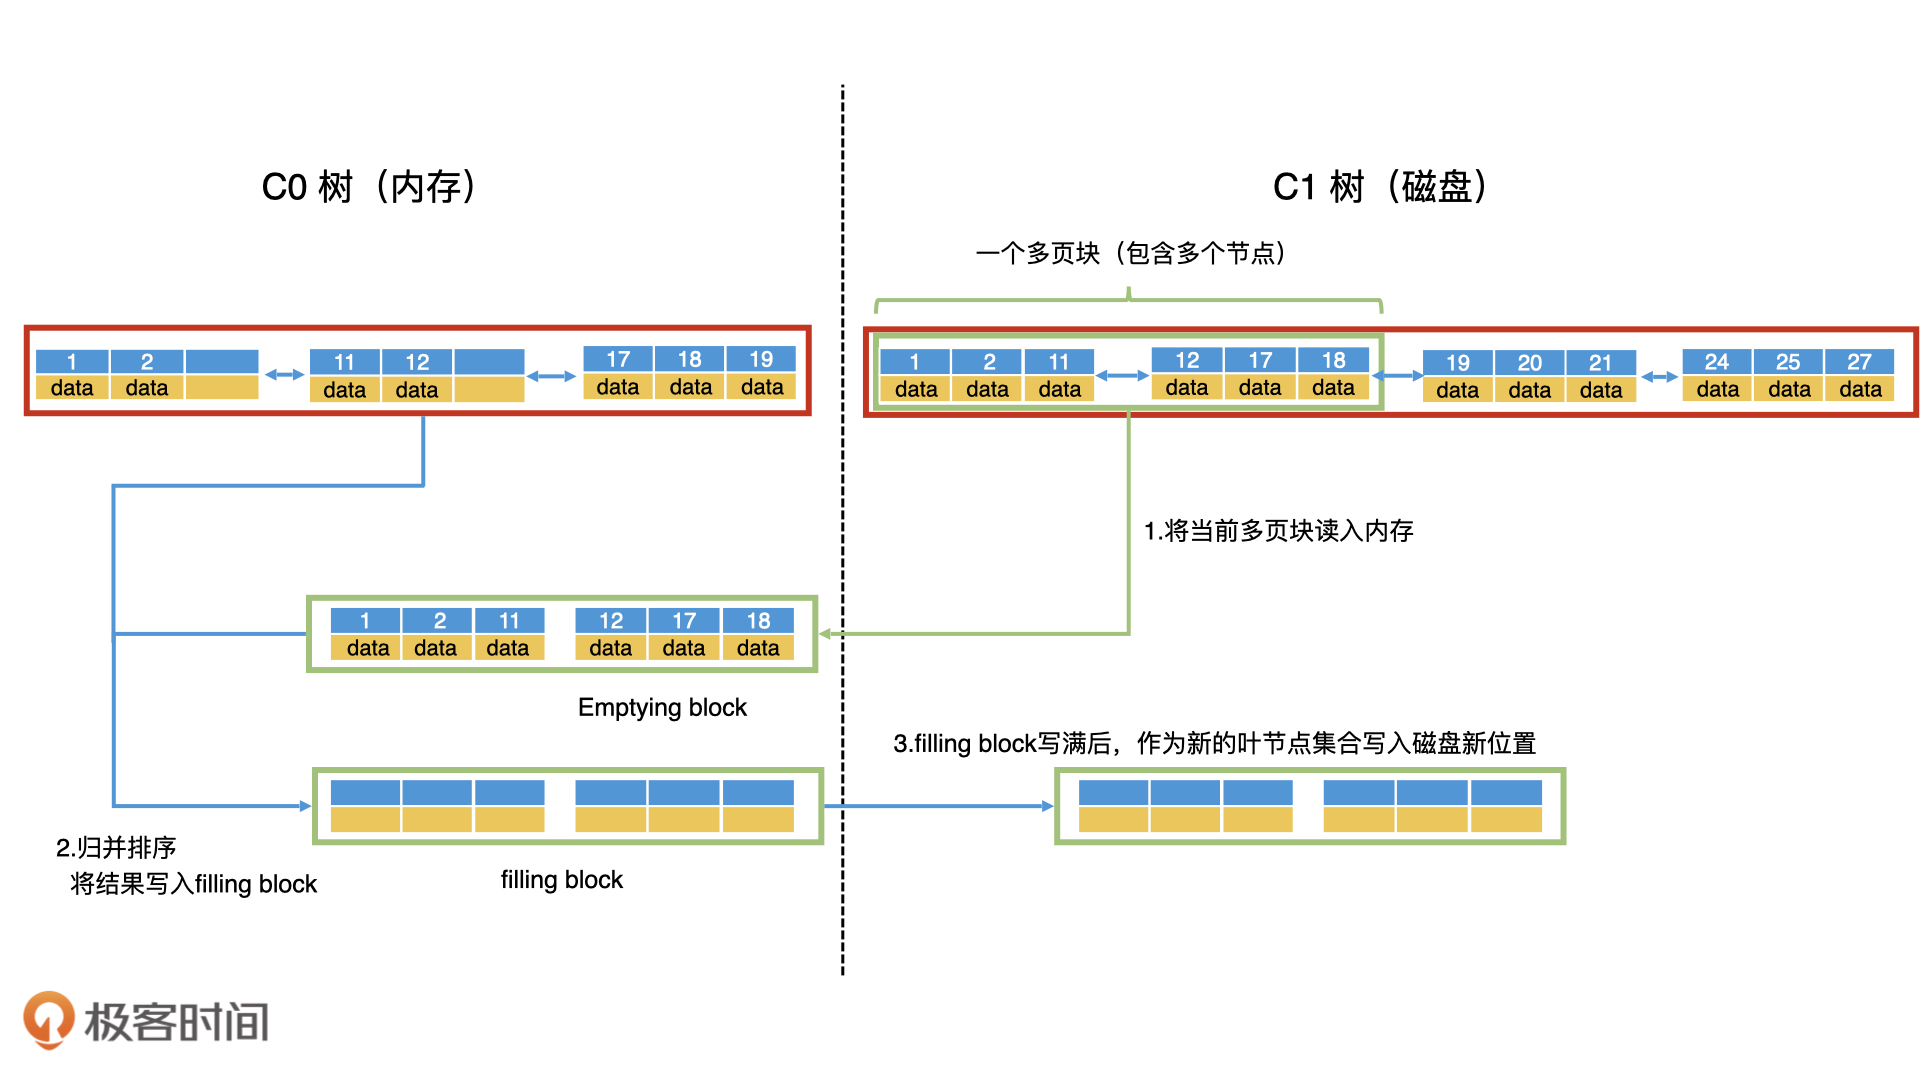 C0 树（内存）
C1 树（磁盘）
一个多页块（包含多个节点）
1 2 11 12 17 18 19
data data data data data data data
1 2 11 12 17 18 19 20 21 24 25 27
data data data data data data data data data data data data
1.将当前多页块读入内存
1 2 11 12 17 18
data data data data data data
Emptying block
3.filling block写满后，作为新的叶节点集合写入磁盘新位置
2.归并排序
将结果写入filling block
filling block
极客时间